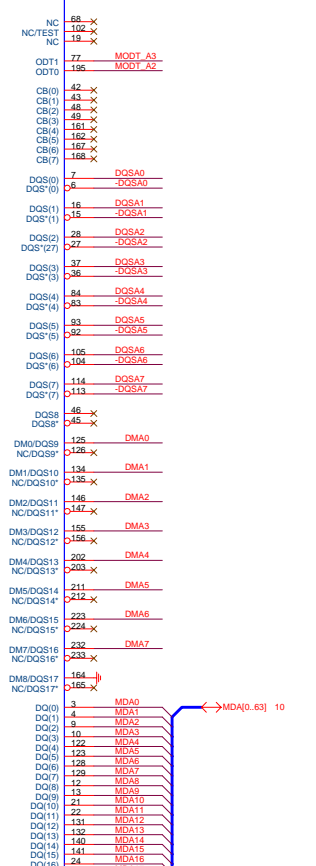 NC 68
NC/TEST 102
NC 19
ODT1 77 MODT_A3
ODT0 195 MODT_A2
CB(0) 42
CB(1) 43
CB(2) 48
CB(3) 49
CB(4) 161
CB(5) 162
CB(6) 167
CB(7) 168
DQS(0) 7 DQSA0
DQS*(0) 6 -DQSA0
DQS(1) 16 DQSA1
DQS*(1) 15 -DQSA1
DQS(2) 28 DQSA2
DQS*(27) 27 -DQSA2
DQS(3) 37 DQSA3
DQS*(3) 36 -DQSA3
DQS(4) 84 DQSA4
DQS*(4) 83 -DQSA4
DQS(5) 93 DQSA5
DQS*(5) 92 -DQSA5
DQS(6) 105 DQSA6
DQS*(6) 104 -DQSA6
DQS(7) 114 DQSA7
DQS*(7) 113 -DQSA7
DQS8 46
DQS8* 45
DM0/DQS9 125 DMA0
NC/DQS9* 126
DM1/DQS10 134 DMA1
NC/DQS10* 135
DM2/DQS11 146 DMA2
NC/DQS11* 147
DM3/DQS12 155 DMA3
NC/DQS12* 156
DM4/DQS13 202 DMA4
NC/DQS13* 203
DM5/DQS14 211 DMA5
NC/DQS14* 212
DM6/DQS15 223 DMA6
NC/DQS15* 224
DM7/DQS16 232 DMA7
NC/DQS16* 233
DM8/DQS17 164
NC/DQS17* 165
DQ(0) 3 MDA0 MDA[0..63] 10
DQ(1) 4 MDA1
DQ(2) 9 MDA2
DQ(3) 10 MDA3
DQ(4) 122 MDA4
DQ(5) 123 MDA5
DQ(6) 128 MDA6
DQ(7) 129 MDA7
DQ(8) 12 MDA8
DQ(9) 13 MDA9
DQ(10) 21 MDA10
DQ(11) 22 MDA11
DQ(12) 131 MDA12
DQ(13) 132 MDA13
DQ(14) 140 MDA14
DQ(15) 141 MDA15
DQ(16) 24 MDA16